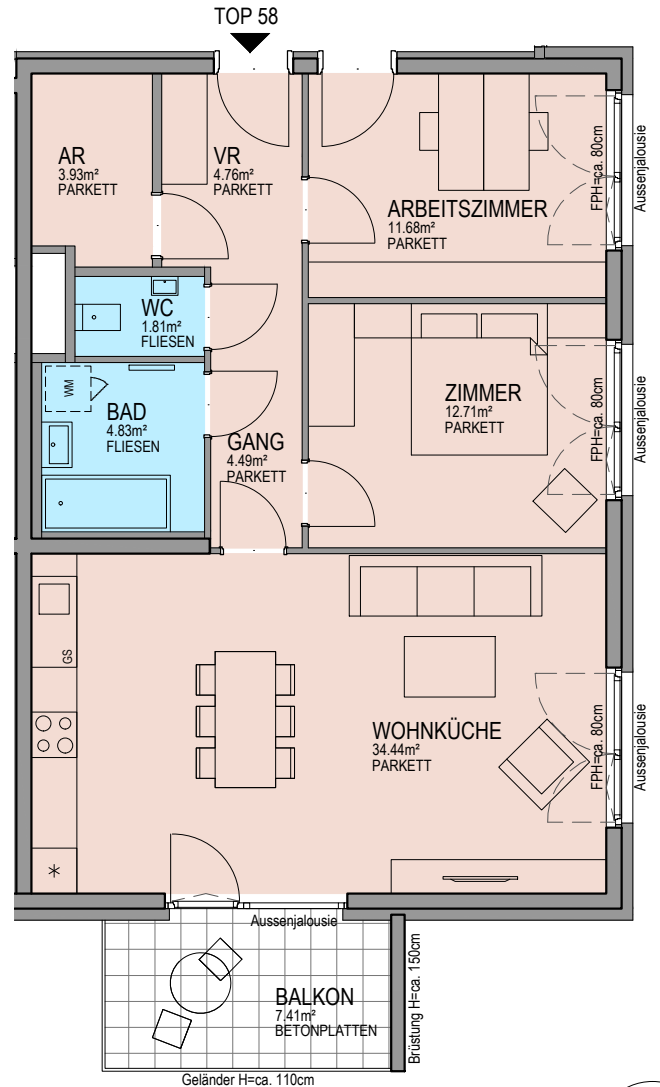 TOP 58
AR
3.93m²
PARKETT
VR
4.76m²
PARKETT
ARBEITSZIMMER
11.68m²
PARKETT
FPH=ca. 80cm
Aussenjalousie
WC
1.81m²
FLIESEN
WM
BAD
4.83m²
FLIESEN
GANG
4.49m²
PARKETT
ZIMMER
12.71m²
PARKETT
FPH=ca. 80cm
Aussenjalousie
GS
WOHNKÜCHE
34.44m²
PARKETT
FPH=ca. 80cm
Aussenjalousie
Aussenjalousie
BALKON
7.41m²
BETONPLATTEN
Brüstung H=ca. 150cm
Geländer H=ca. 110cm